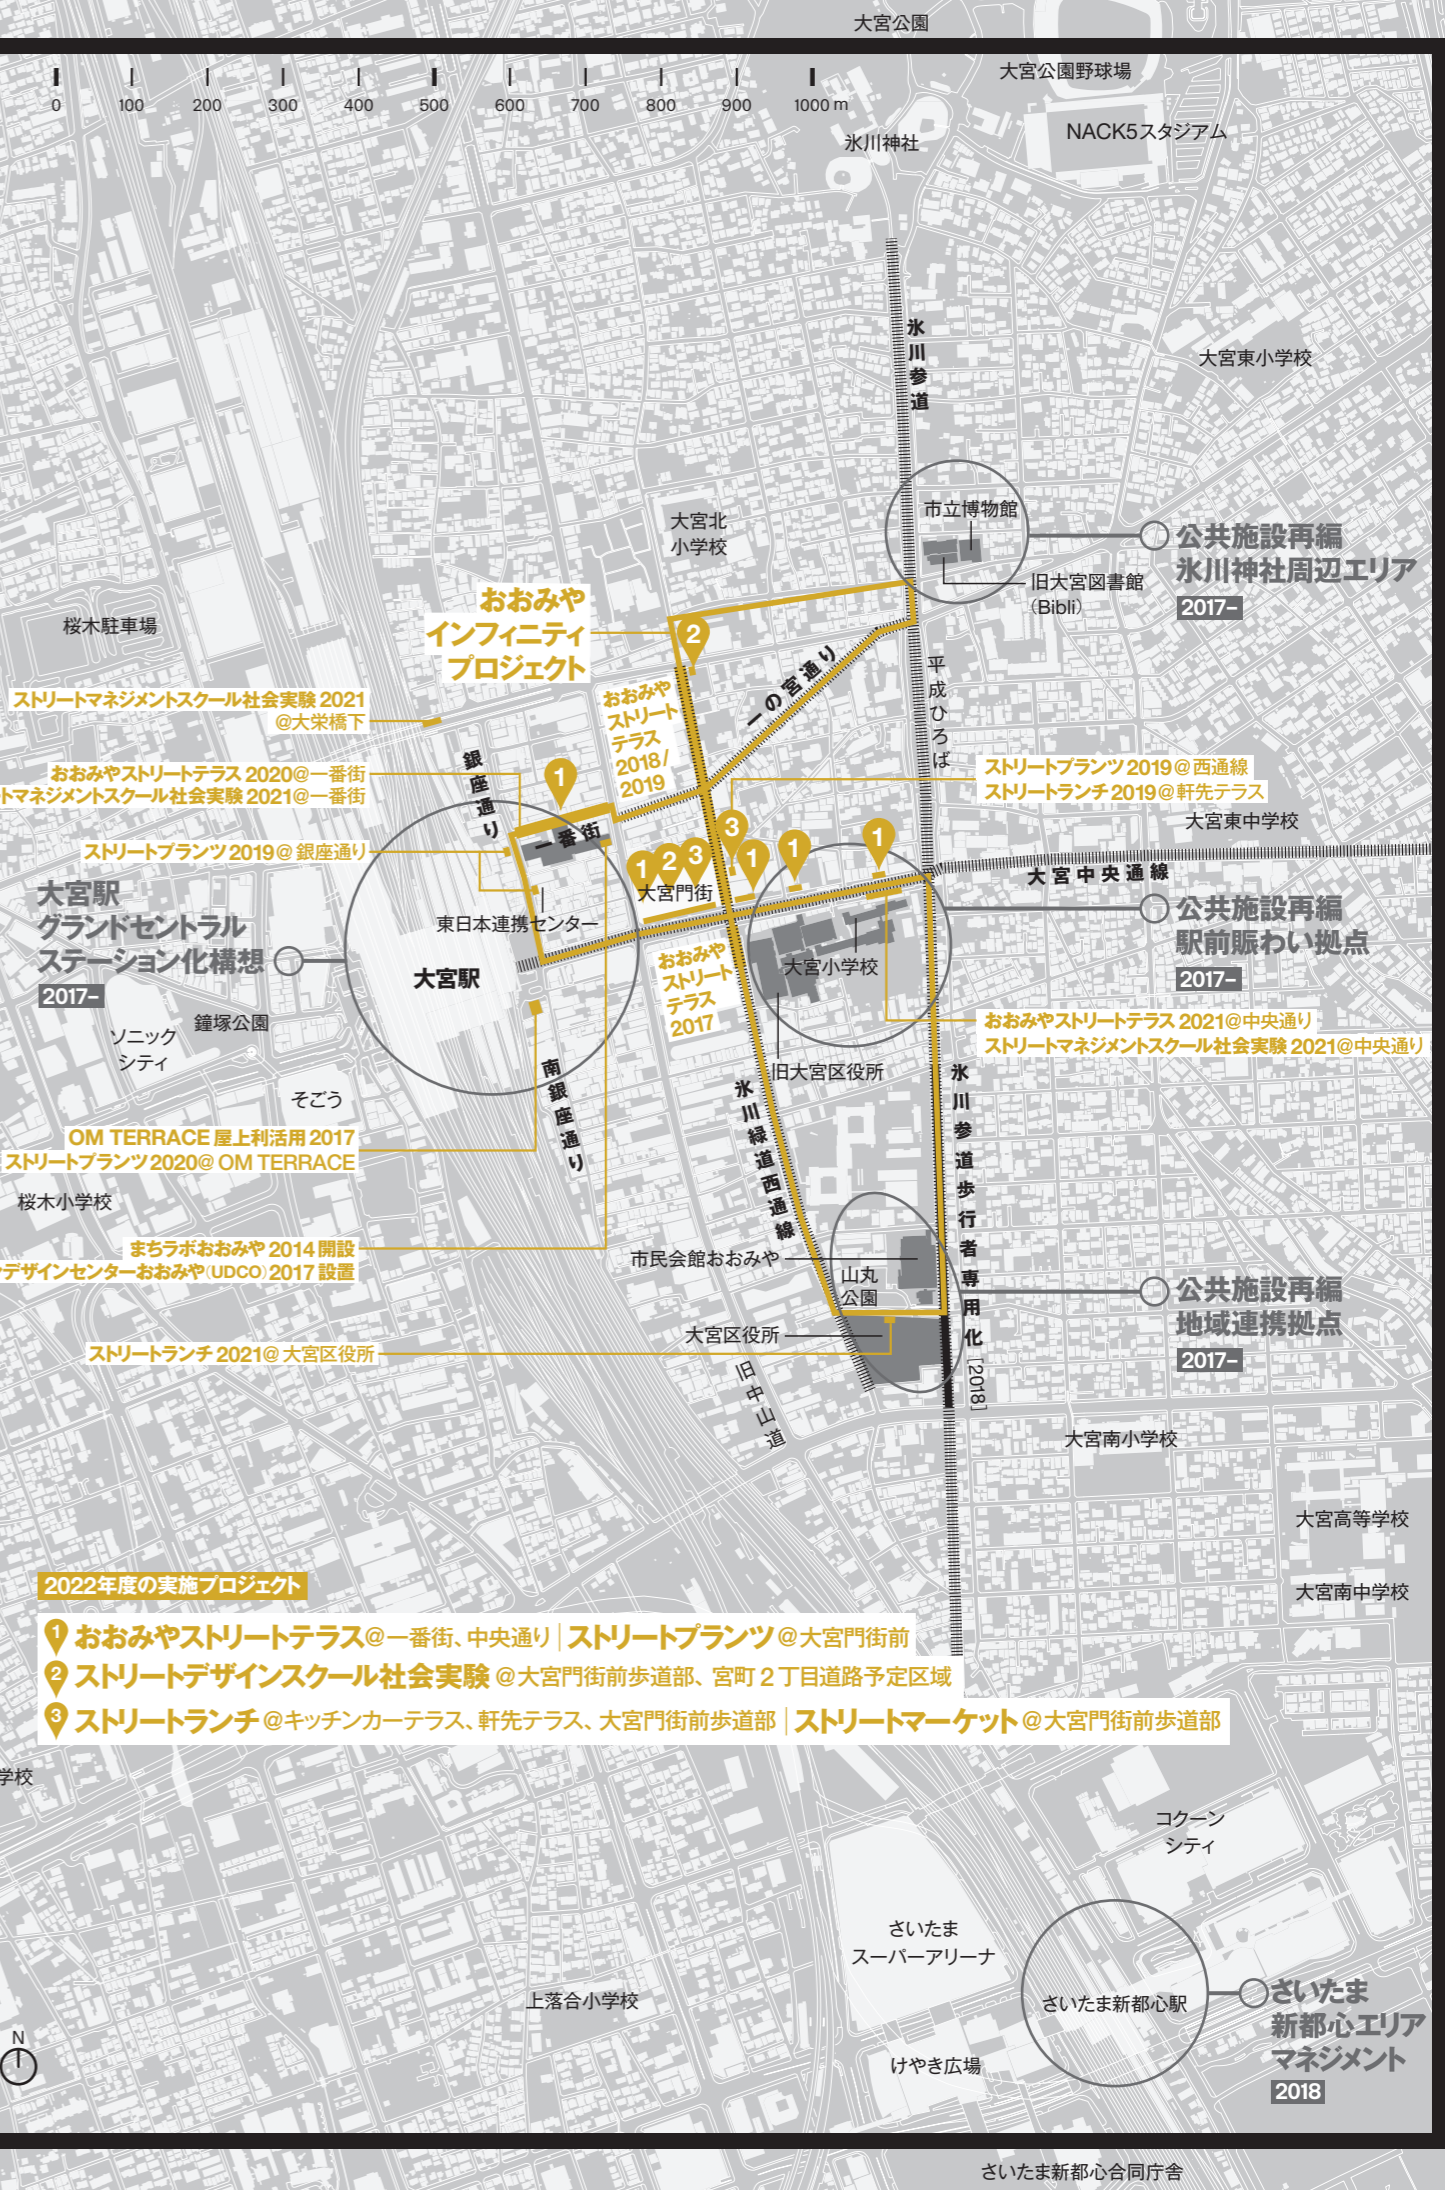 大宮公園
0 100 200 300 400 500 600 700 800 900 1000 m
大宮公園野球場
NACK5スタジアム
氷川神社
氷川参道
大宮東小学校
市立博物館
大宮北
小学校
公共施設再編
氷川神社周辺エリア
2017–
旧大宮図書館
(Bibli)
おおみや
インフィニティ
プロジェクト
2
桜木駐車場
一の宮通り
平成ひろば
おおみや
ストリート
テラス
2018/
2019
ストリートマネジメントスクール社会実験 2021
@大栄橋下
銀座通り
おおみやストリートテラス 2020@一番街
トマネジメントスクール社会実験 2021@一番街
1
ストリートプランツ 2019@西通線
ストリートランチ 2019@軒先テラス
大宮東中学校
一番街
3
1
1
1
2
3
1
ストリートプランツ 2019@銀座通り
大宮中央通線
大宮門街
大宮駅
グランドセントラル
ステーション化構想
2017–
東日本連携センター
公共施設再編
駅前賑わい拠点
2017–
大宮駅
おおみや
ストリート
テラス
2017
大宮小学校
鐘塚公園
ソニック
シティ
おおみやストリートテラス 2021@中央通り
ストリートマネジメントスクール社会実験 2021@中央通り
旧大宮区役所
南銀座通り
そごう
氷川緑道西通線
氷川参道歩行者専用化[2018]
OM TERRACE 屋上利活用 2017
ストリートプランツ 2020@ OM TERRACE
桜木小学校
まちラボおおみや 2014 開設
ンデザインセンターおおみや(UDCO) 2017 設置
市民会館おおみや
山丸
公園
公共施設再編
地域連携拠点
2017–
大宮区役所
ストリートランチ 2021@大宮区役所
旧中山道
大宮南小学校
大宮高等学校
大宮南中学校
2022年度の実施プロジェクト
1 おおみやストリートテラス@一番街、中央通り|ストリートプランツ@大宮門街前
2 ストリートデザインスクール社会実験@大宮門街前歩道部、宮町2丁目道路予定区域
3 ストリートランチ@キッチンカーテラス、軒先テラス、大宮門街前歩道部|ストリートマーケット@大宮門街前歩道部
学校
コクーン
シティ
さいたま
スーパーアリーナ
上落合小学校
さいたま新都心駅
さいたま
新都心エリア
マネジメント
2018
N
けやき広場
さいたま新都心合同庁舎